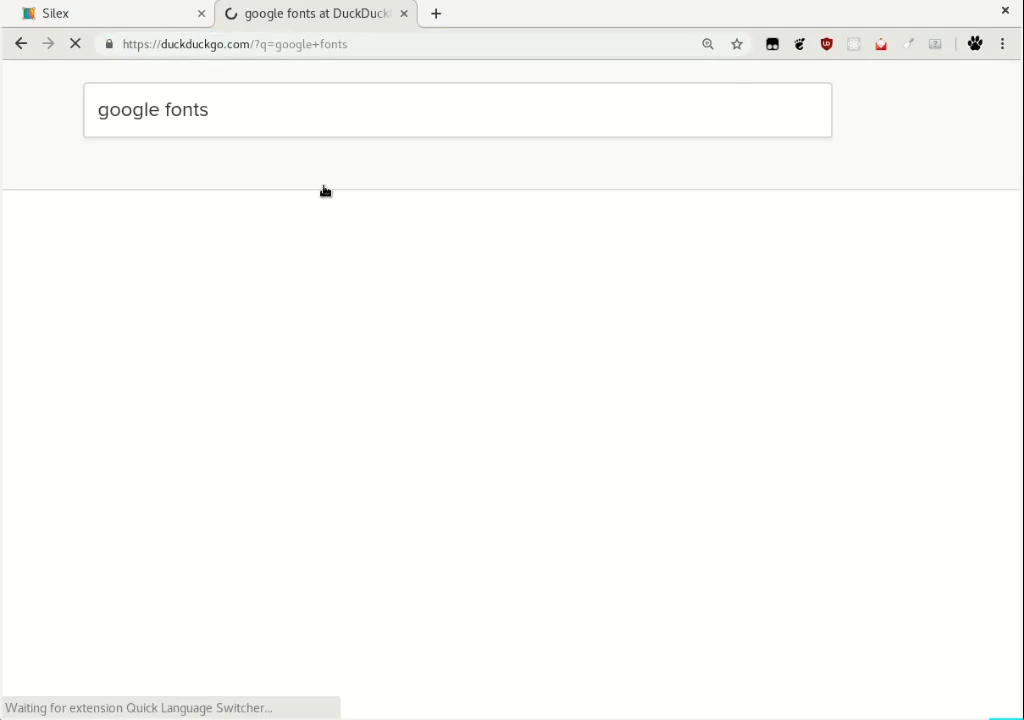 Silex
google fonts at DuckDuck
https://duckduckgo.com/?q=google+fonts
google fonts
Waiting for extension Quick Language Switcher...